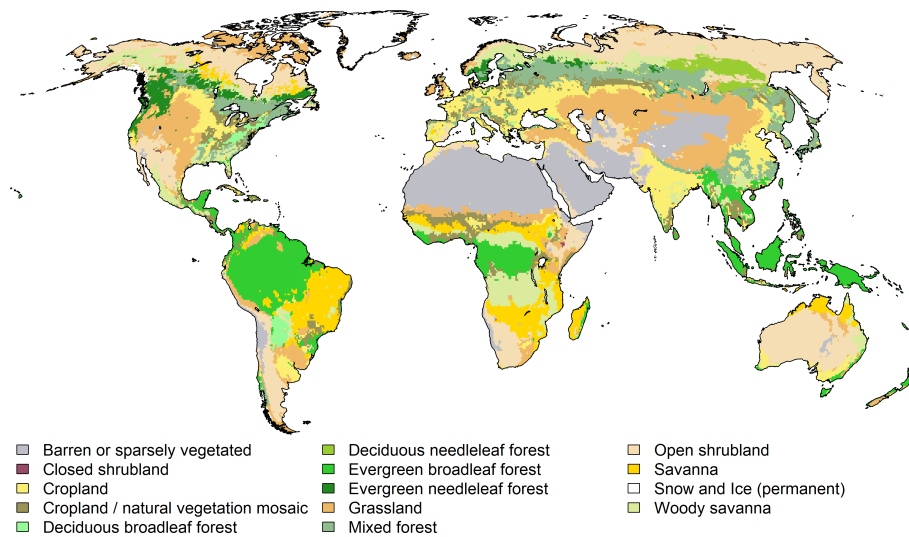 Barren or sparsely vegetated
Closed shrubland
Cropland
Cropland / natural vegetation mosaic
Deciduous broadleaf forest
Deciduous needleleaf forest
Evergreen broadleaf forest
Evergreen needleleaf forest
Grassland
Mixed forest
Open shrubland
Savanna
Snow and Ice (permanent)
Woody savanna